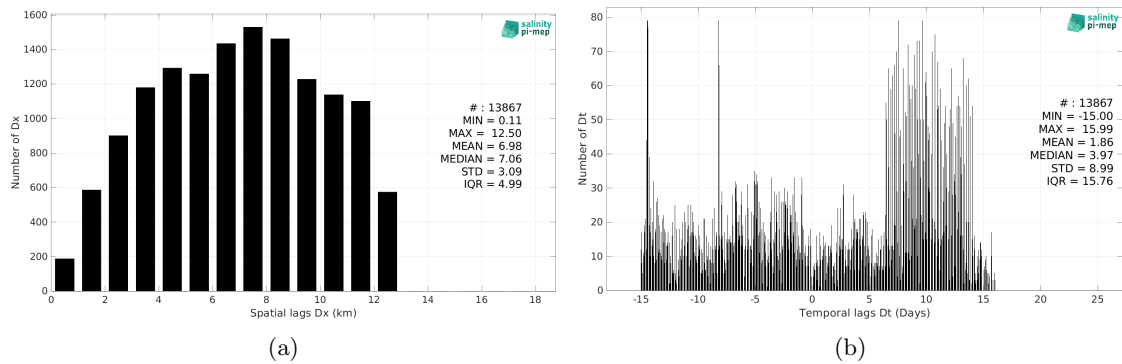 1600
1400
1200
1000
800
600
400
200
0
Number of Dx
0 2 4 6 8 10 12 14 16 18
Spatial lags Dx (km)
salinity
pi-mep
# : 13867
MIN = 0.11
MAX = 12.50
MEAN = 6.98
MEDIAN = 7.06
STD = 3.09
IQR = 4.99
(a)
80
70
60
50
40
30
20
10
0
Number of Dt
-15 -10 -5 0 5 10 15 20 25
Temporal lags Dt (Days)
salinity
pi-mep
# : 13867
MIN = -15.00
MAX = 15.99
MEAN = 1.86
MEDIAN = 3.97
STD = 8.99
IQR = 15.76
(b)